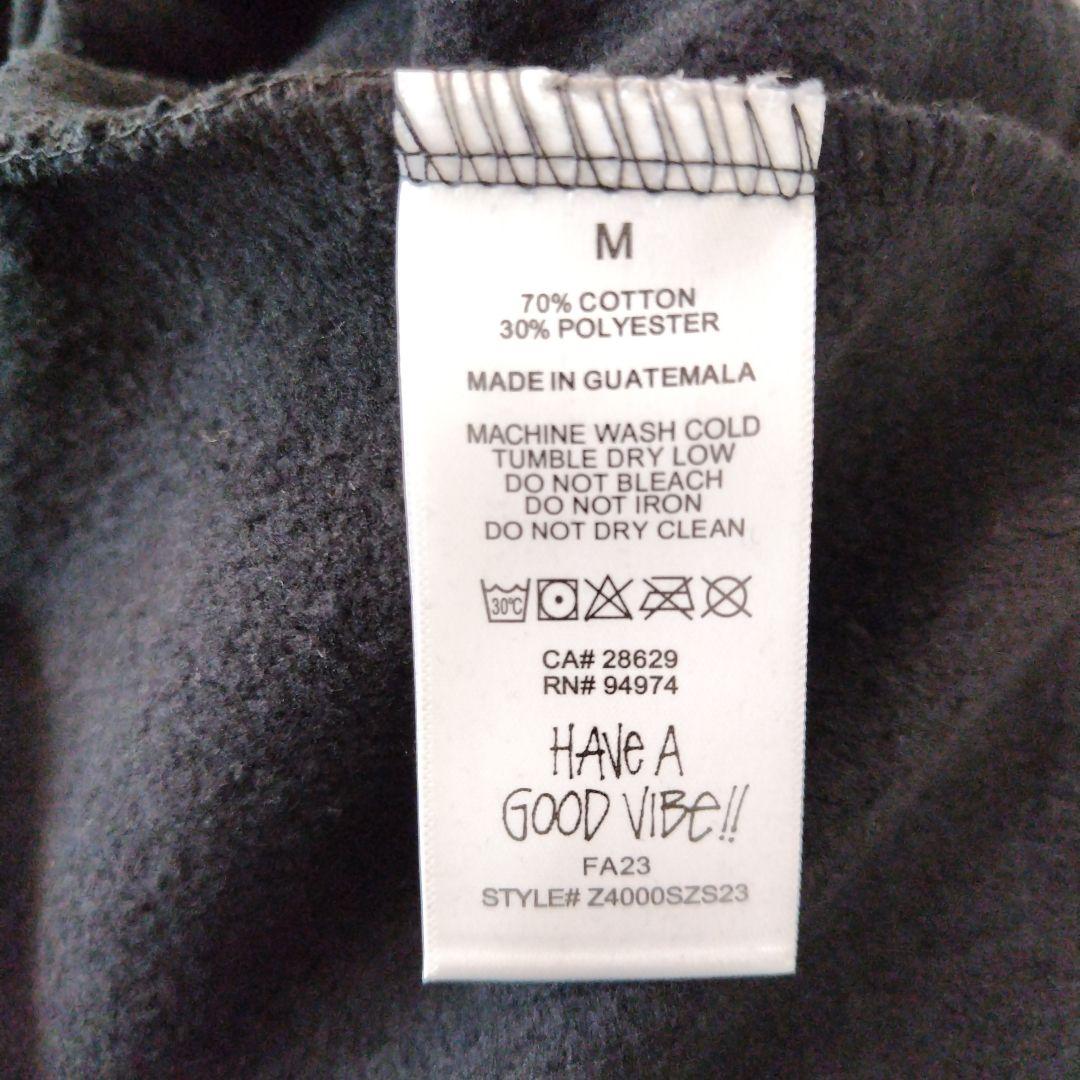 M
70% COTTON
30% POLYESTER
MADE IN GUATEMALA
MACHINE WASH COLD
TUMBLE DRY LOW
DO NOT BLEACH
DO NOT IRON
DO NOT DRY CLEAN
30°C
CA# 28629
RN# 94974
HAVE A
GOOD VIBE!!
FA23
STYLE# Z4000SZS23